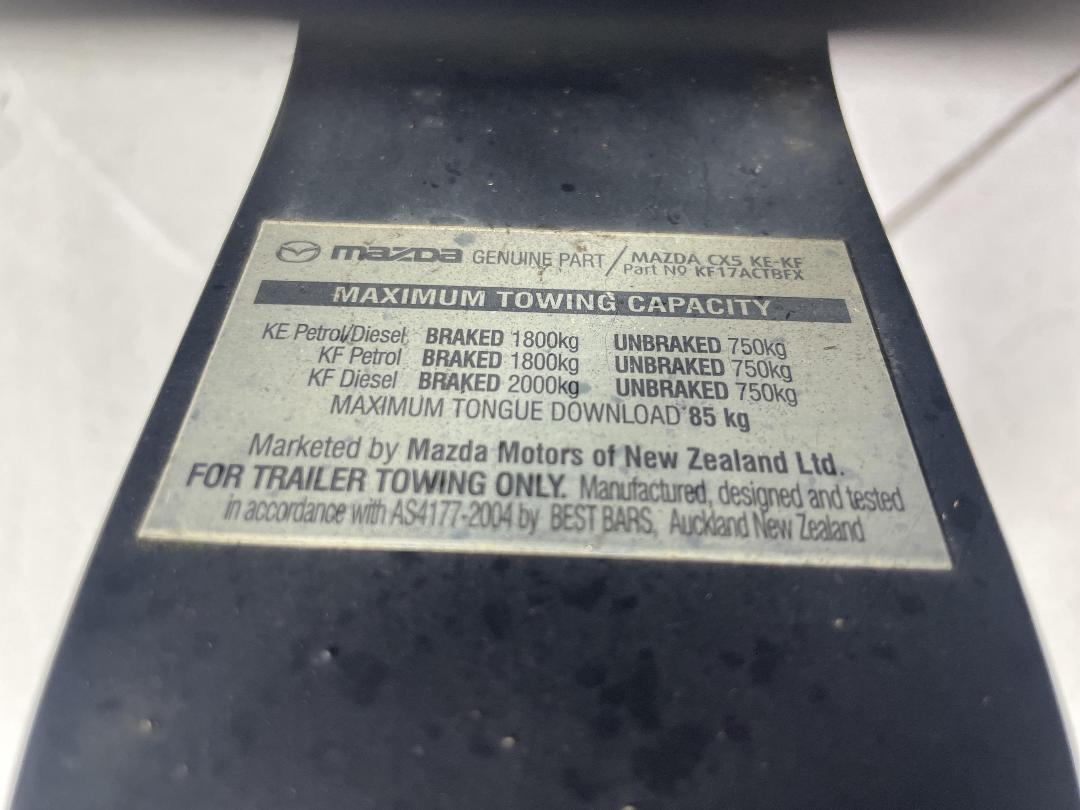 mazda GENUINE PART / MAZDA CX5 KE-KF
Part No KF17ACTBFX
MAXIMUM TOWING CAPACITY
KE Petrol/Diesel BRAKED 1800kg UNBRAKED 750kg
KF Petrol BRAKED 1800kg UNBRAKED 750kg
KF Diesel BRAKED 2000kg UNBRAKED 750kg
MAXIMUM TONGUE DOWNLOAD 85 kg
Marketed by Mazda Motors of New Zealand Ltd.
FOR TRAILER TOWING ONLY. Manufactured, designed and tested
in accordance with AS4177-2004 by BEST BARS, Auckland New Zealand